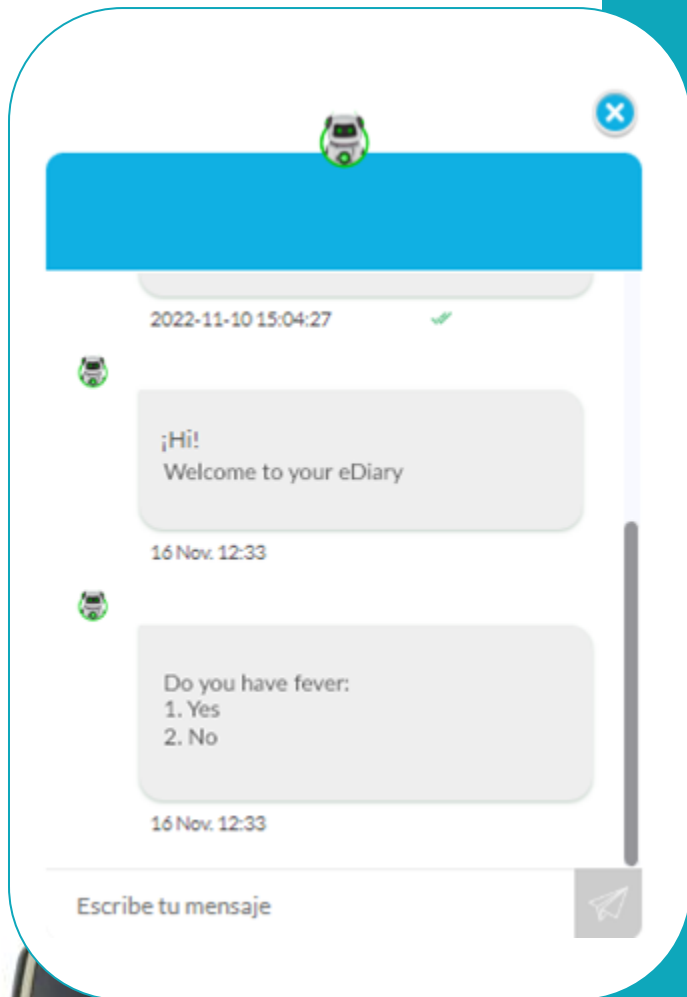 2022-11-10 15:04:27
¡Hi!
Welcome to your eDiary
16 Nov. 12:33
Do you have fever:
1. Yes
2. No
16 Nov. 12:33
Escribe tu mensaje